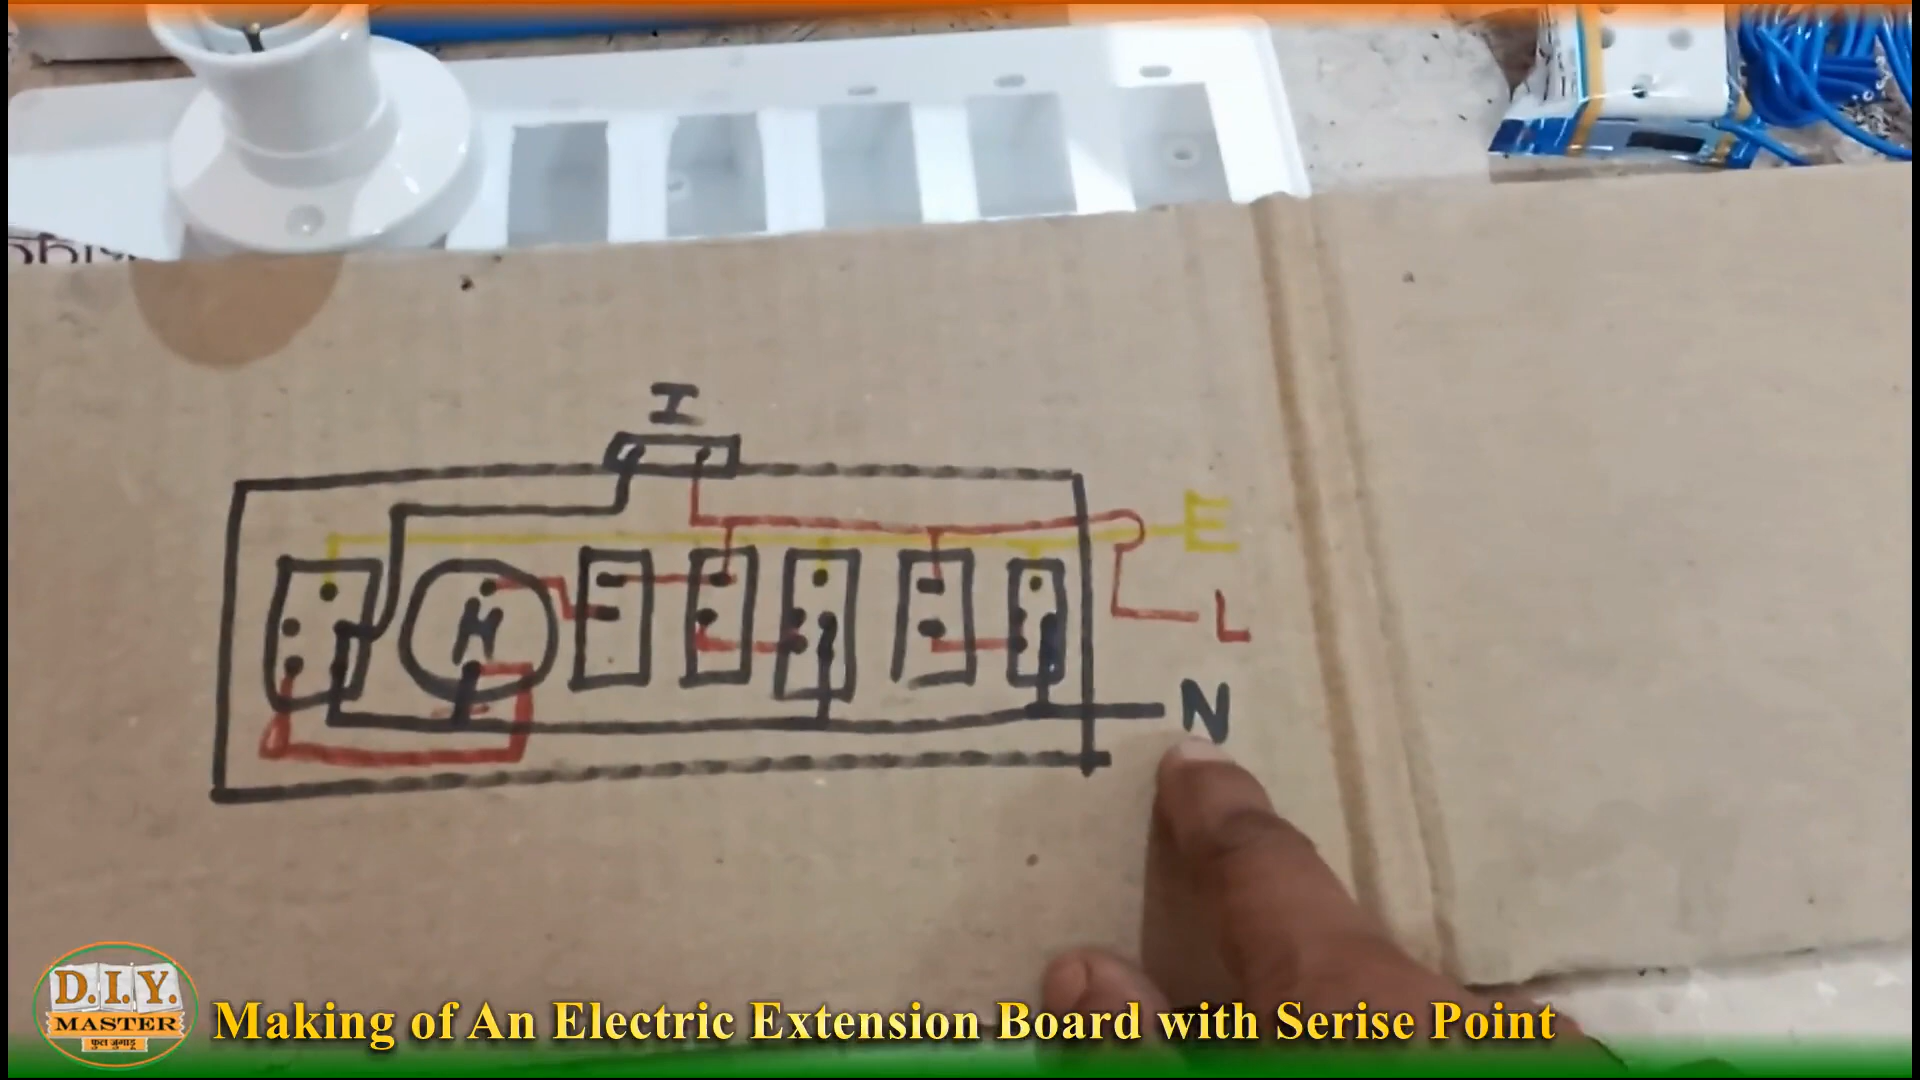 I
E
L
H
N
D.I.Y.
MASTER
फुल जुगाड़
Making of An Electric Extension Board with Serise Point